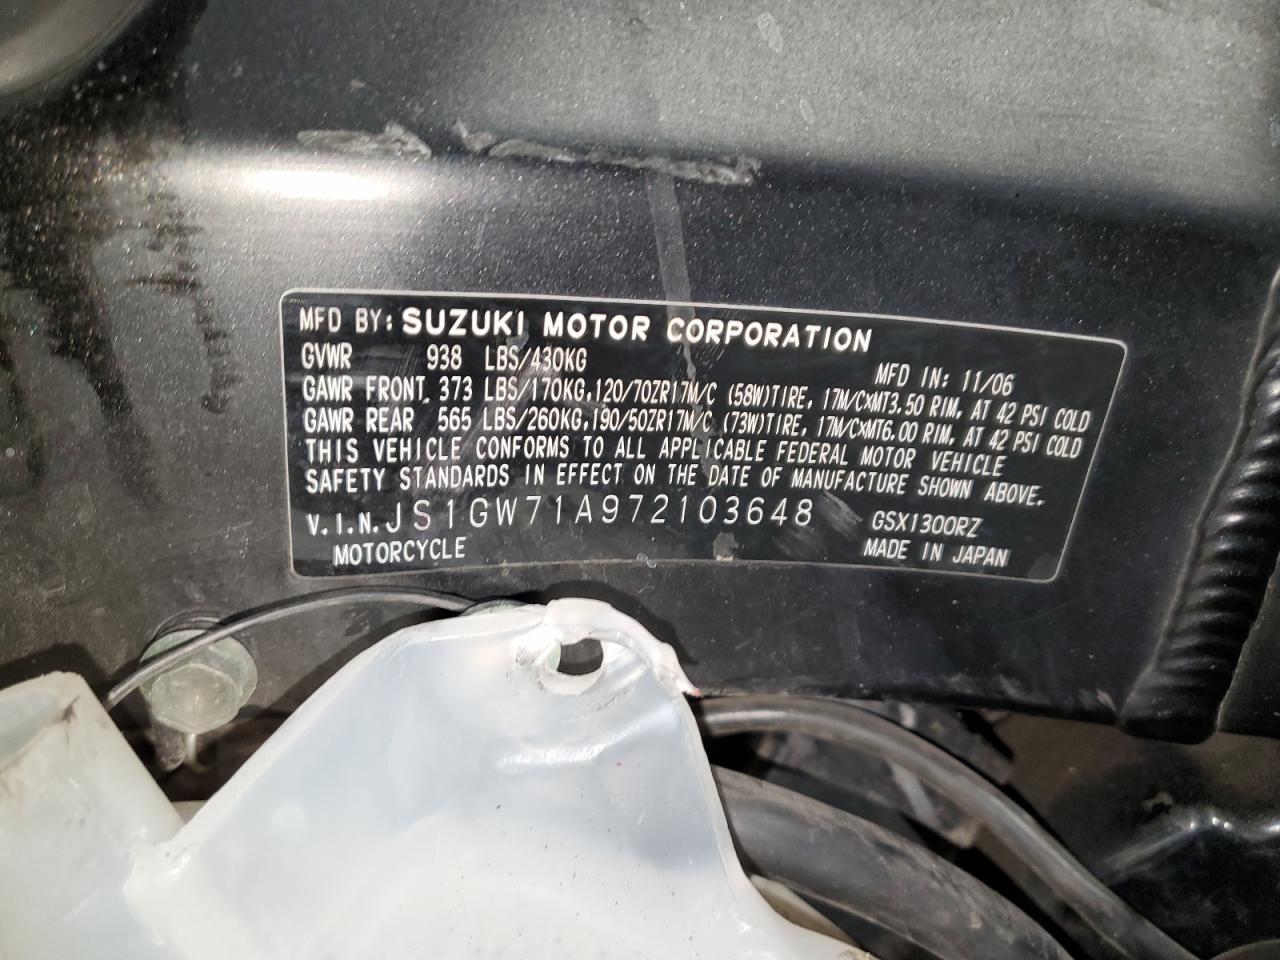 MFD BY: SUZUKI MOTOR CORPORATION
GVWR 938 LBS/430KG MFD IN: 11/06
GAWR FRONT 373 LBS/170KG,120/70ZR17M/C (58W)TIRE, 17M/CXMT3.50 RIM, AT 42 PSI COLD
GAWR REAR 565 LBS/260KG,190/50ZR17M/C (73W)TIRE, 17M/CXMT6.00 RIM, AT 42 PSI COLD
THIS VEHICLE CONFORMS TO ALL APPLICABLE FEDERAL MOTOR VEHICLE
SAFETY STANDARDS IN EFFECT ON THE DATE OF MANUFACTURE SHOWN ABOVE.
V.I.N. JS1GW71A972103648 GSX1300RZ
MOTORCYCLE MADE IN JAPAN